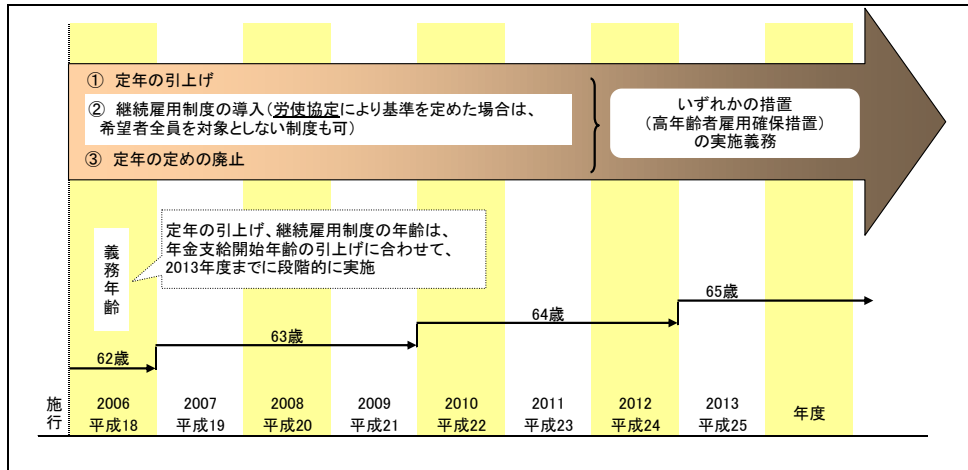 ① 定年の引上げ
② 継続雇用制度の導入(労使協定により基準を定めた場合は、
希望者全員を対象としない制度も可)
③ 定年の定めの廃止
いずれかの措置
(高年齢者雇用確保措置)
の実施義務
定年の引上げ、継続雇用制度の年齢は、
年金支給開始年齢の引上げに合わせて、
2013年度までに段階的に実施
義務年齢
62歳
63歳
64歳
65歳
施行
2006 2007 2008 2009 2010 2011 2012 2013 年度
平成18 平成19 平成20 平成21 平成22 平成23 平成24 平成25